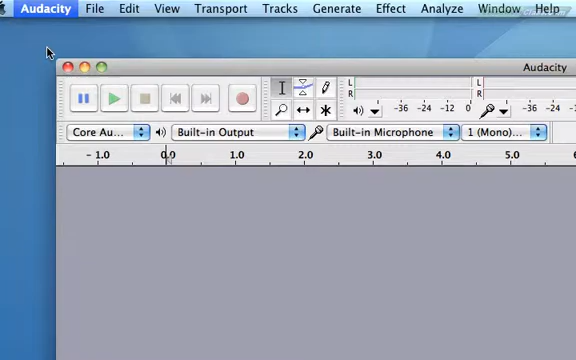 Audacity File Edit View Transport Tracks Generate Effect Analyze Window Help
Audacity
L
R
-36 -24 -12 0
L
R
-36 -24
Core Au... Built-in Output Built-in Microphone 1 (Mono)...
- 1.0 0.0 1.0 2.0 3.0 4.0 5.0